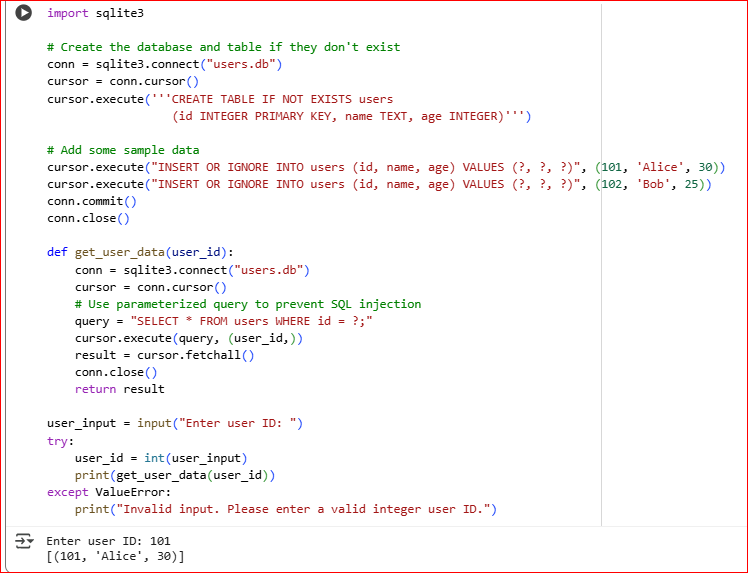 import sqlite3
# Create the database and table if they don't exist
conn = sqlite3.connect("users.db")
cursor = conn.cursor()
cursor.execute('''CREATE TABLE IF NOT EXISTS users
                  (id INTEGER PRIMARY KEY, name TEXT, age INTEGER)''')
# Add some sample data
cursor.execute("INSERT OR IGNORE INTO users (id, name, age) VALUES (?, ?, ?)", (101, 'Alice', 30))
cursor.execute("INSERT OR IGNORE INTO users (id, name, age) VALUES (?, ?, ?)", (102, 'Bob', 25))
conn.commit()
conn.close()
def get_user_data(user_id):
    conn = sqlite3.connect("users.db")
    cursor = conn.cursor()
    # Use parameterized query to prevent SQL injection
    query = "SELECT * FROM users WHERE id = ?;"
    cursor.execute(query, (user_id,))
    result = cursor.fetchall()
    conn.close()
    return result
user_input = input("Enter user ID: ")
try:
    user_id = int(user_input)
    print(get_user_data(user_id))
except ValueError:
    print("Invalid input. Please enter a valid integer user ID.")
Enter user ID: 101
[(101, 'Alice', 30)]